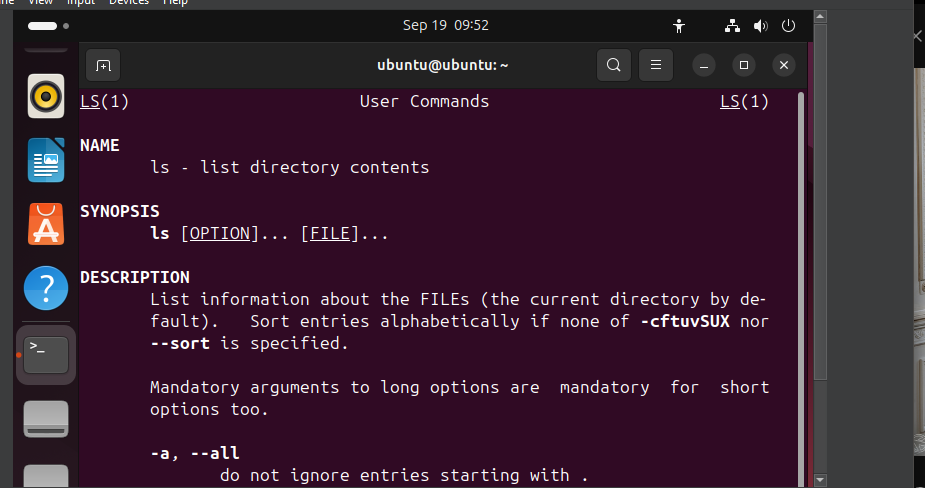 View Input Devices Help
Sep 19 09:52
ubuntu@ubuntu: ~
LS(1) User Commands LS(1)
NAME
ls - list directory contents
SYNOPSIS
ls [OPTION]... [FILE]...
DESCRIPTION
List information about the FILEs (the current directory by de-
fault). Sort entries alphabetically if none of -cftuvSUX nor
--sort is specified.
Mandatory arguments to long options are mandatory for short
options too.
-a, --all
do not ignore entries starting with .